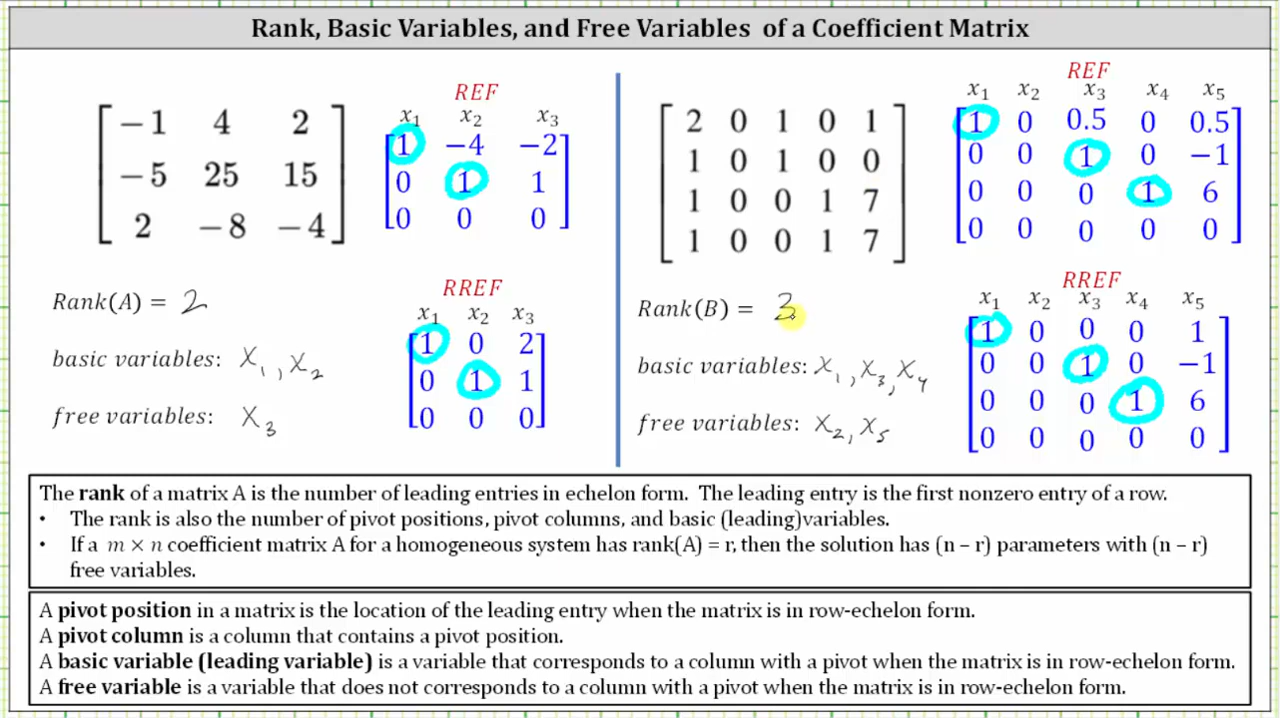 Rank, Basic Variables, and Free Variables of a Coefficient Matrix
REF
x₁ x₂ x₃
−1 4 2
−5 25 15
2 −8 −4
1 −4 −2
0 1 1
0 0 0
Rank(A) = 2
basic variables: x₁, x₂
free variables: x₃
RREF
x₁ x₂ x₃
1 0 2
0 1 1
0 0 0
REF
x₁ x₂ x₃ x₄ x₅
2 0 1 0 1
1 0 1 0 0
1 0 0 1 7
1 0 0 1 7
1 0 0.5 0 0.5
0 0 1 0 −1
0 0 0 1 6
0 0 0 0 0
Rank(B) = 3
basic variables: x₁, x₃, x₄
free variables: x₂, x₅
RREF
x₁ x₂ x₃ x₄ x₅
1 0 0 0 1
0 0 1 0 −1
0 0 0 1 6
0 0 0 0 0
The rank of a matrix A is the number of leading entries in echelon form. The leading entry is the first nonzero entry of a row.
• The rank is also the number of pivot positions, pivot columns, and basic (leading)variables.
• If a m × n coefficient matrix A for a homogeneous system has rank(A) = r, then the solution has (n – r) parameters with (n – r)
free variables.
A pivot position in a matrix is the location of the leading entry when the matrix is in row-echelon form.
A pivot column is a column that contains a pivot position.
A basic variable (leading variable) is a variable that corresponds to a column with a pivot when the matrix is in row-echelon form.
A free variable is a variable that does not corresponds to a column with a pivot when the matrix is in row-echelon form.